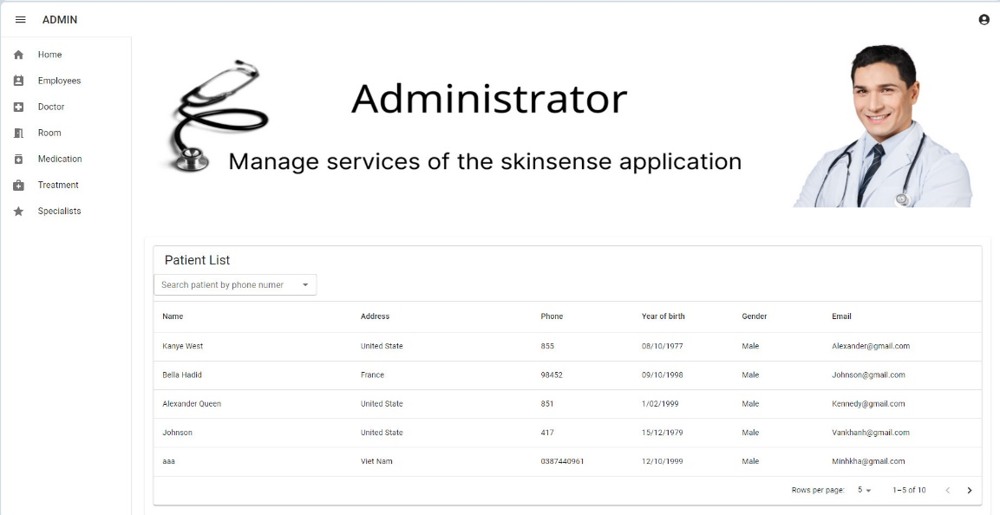 ADMIN
Home
Employees
Doctor
Room
Medication
Treatment
Specialists
Administrator
Manage services of the skinsense application
Patient List
Search patient by phone numer
Name Address Phone Year of birth Gender Email
Kanye West United State 855 08/10/1977 Male Alexander@gmail.com
Bella Hadid France 98452 09/10/1998 Male Johnson@gmail.com
Alexander Queen United State 851 1/02/1999 Male Kennedy@gmail.com
Johnson United State 417 15/12/1979 Male Vankhanh@gmail.com
aaa Viet Nam 0387440961 12/10/1999 Male Minhkha@gmail.com
Rows per page: 5 1–5 of 10